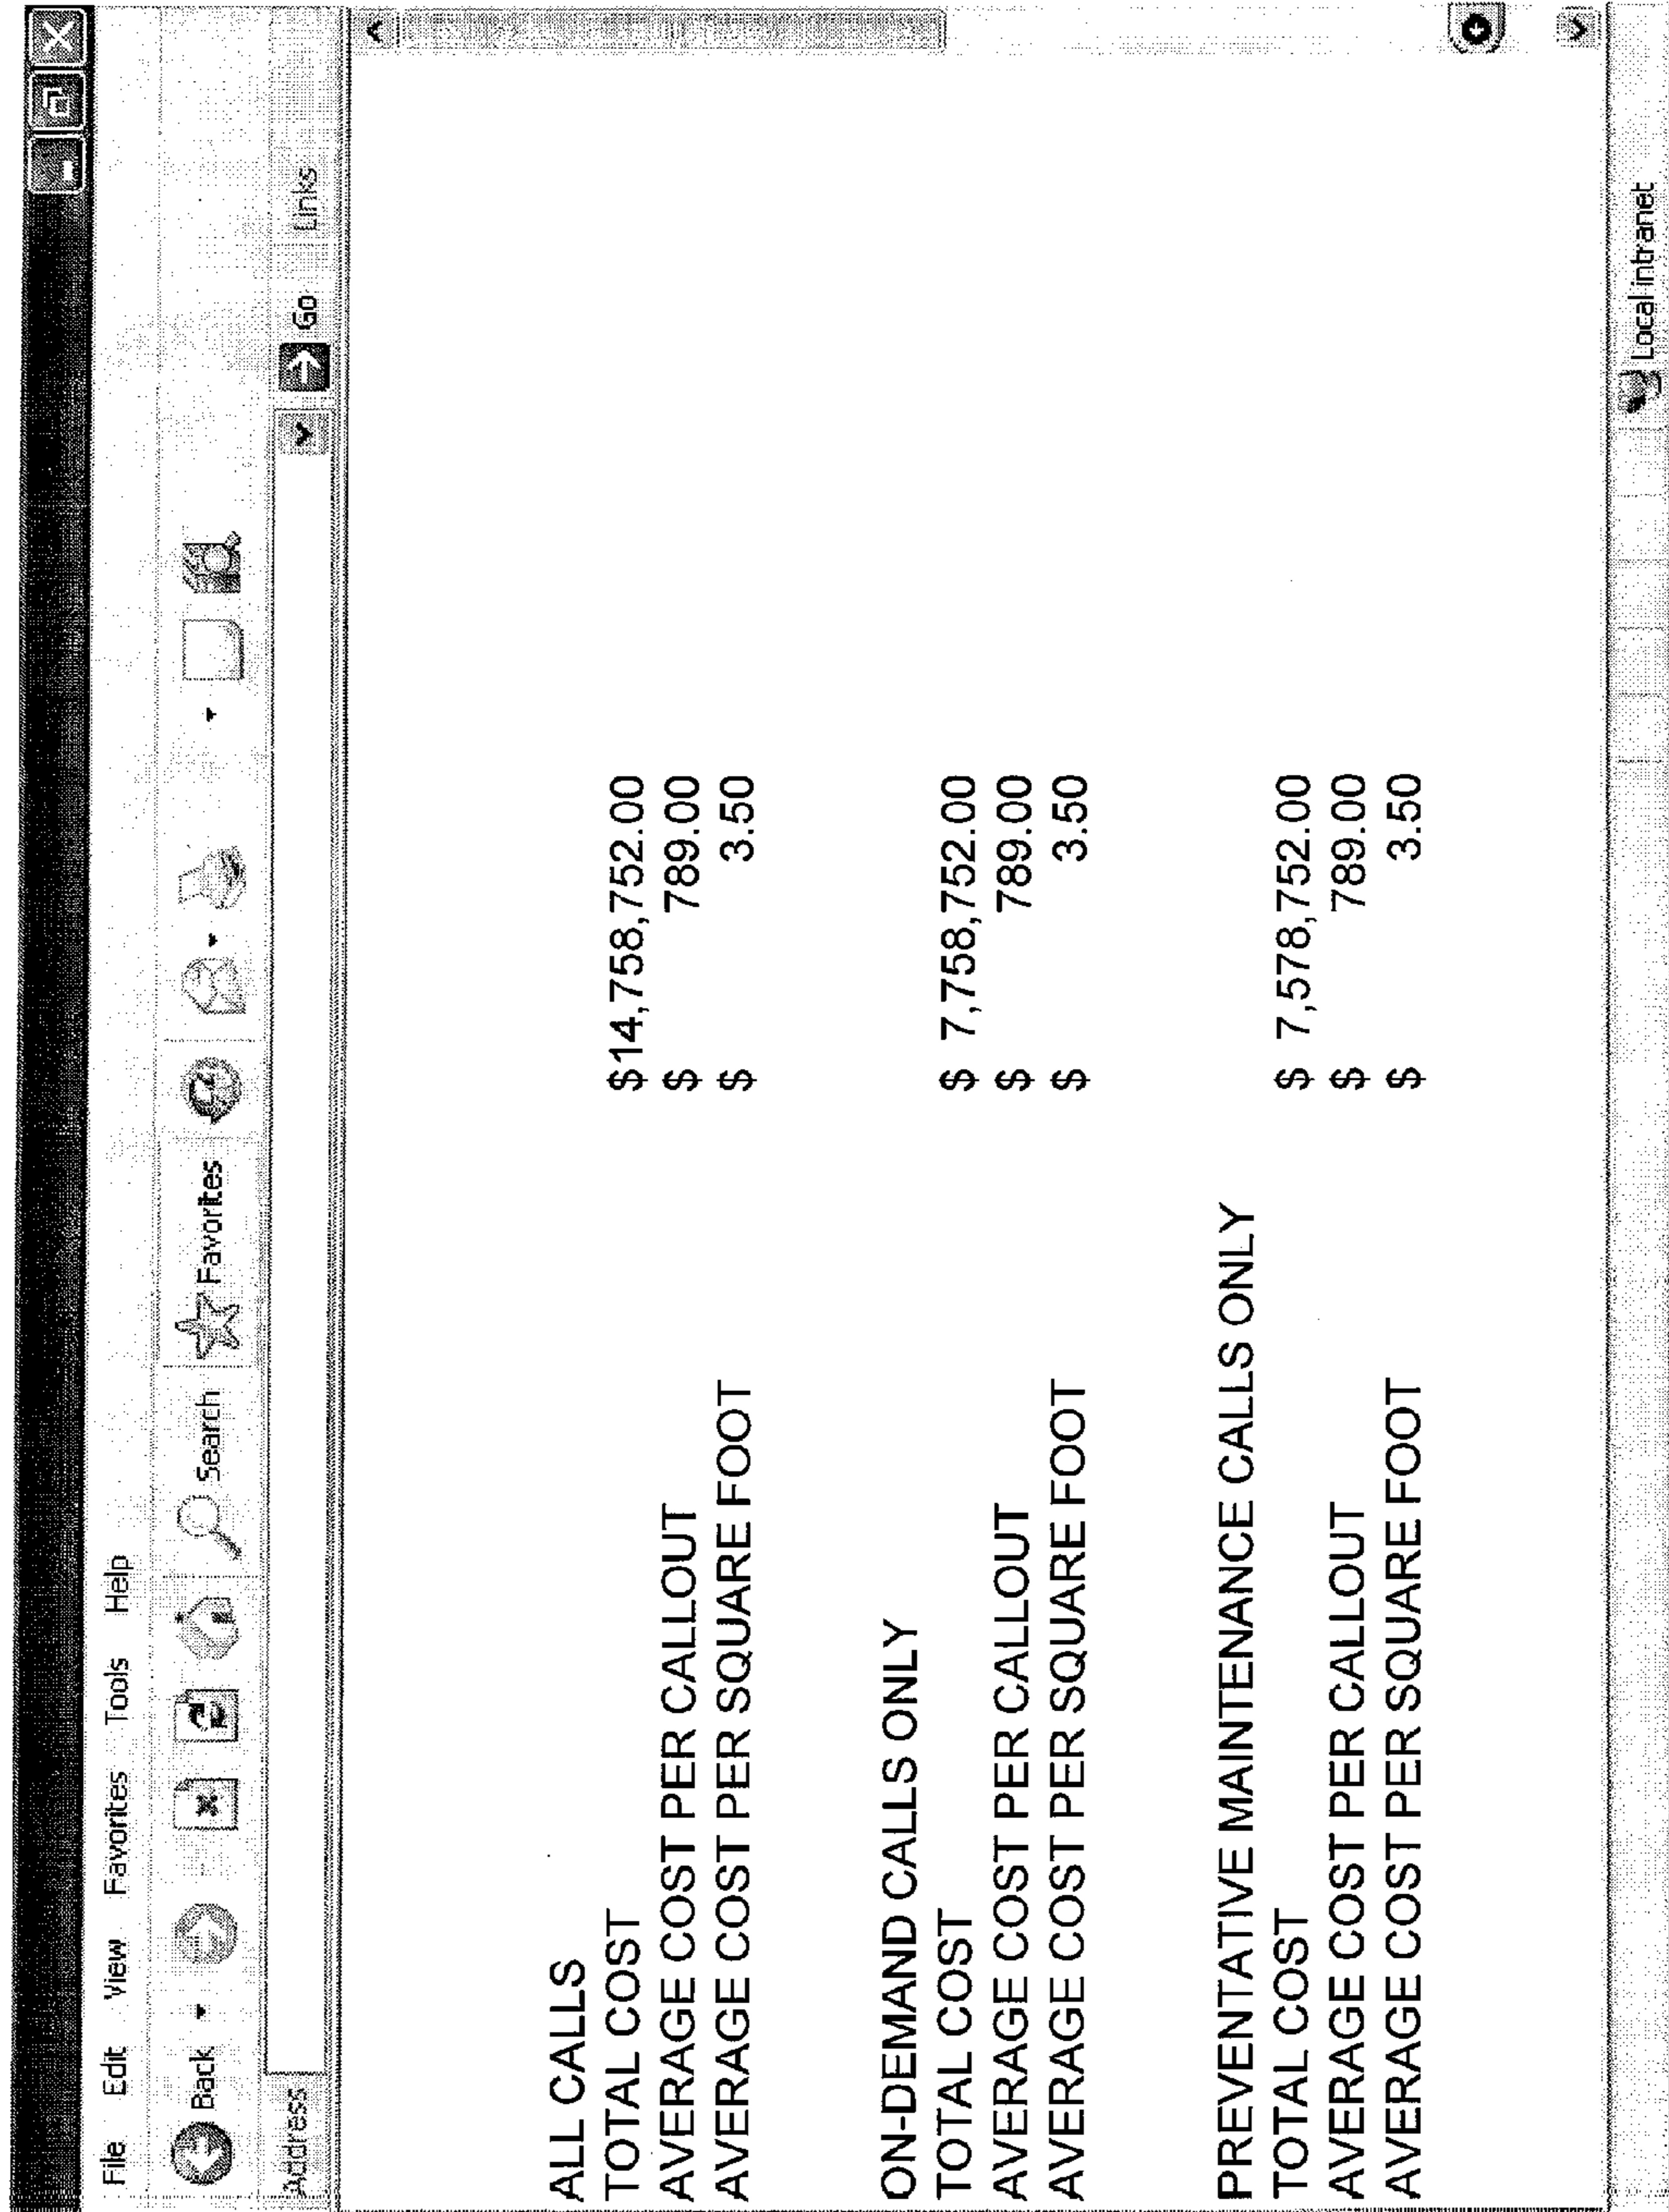 File Edit View Favorites Tools Help
Back Search Favorites
Address Go Links
ALL CALLS
TOTAL COST $14,758,752.00
AVERAGE COST PER CALLOUT $ 789.00
AVERAGE COST PER SQUARE FOOT $ 3.50
ON-DEMAND CALLS ONLY
TOTAL COST $ 7,758,752.00
AVERAGE COST PER CALLOUT $ 789.00
AVERAGE COST PER SQUARE FOOT $ 3.50
PREVENTATIVE MAINTENANCE CALLS ONLY
TOTAL COST $ 7,578,752.00
AVERAGE COST PER CALLOUT $ 789.00
AVERAGE COST PER SQUARE FOOT $ 3.50
Local intranet